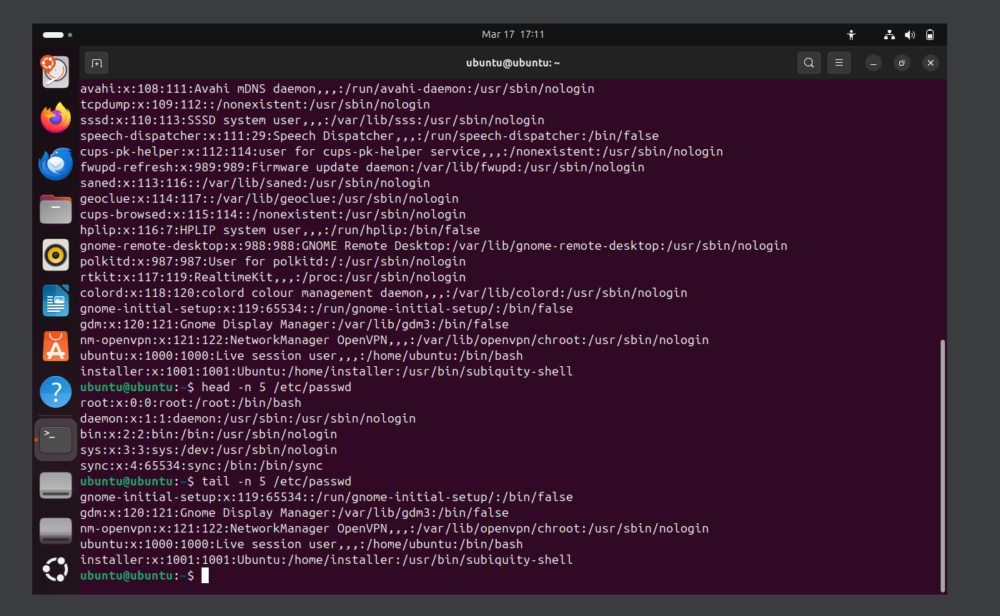 Mar 17 17:11
ubuntu@ubuntu: ~
avahi:x:108:111:Avahi mDNS daemon,,,:/run/avahi-daemon:/usr/sbin/nologin
tcpdump:x:109:112::/nonexistent:/usr/sbin/nologin
sssd:x:110:113:SSSD system user,,,:/var/lib/sss:/usr/sbin/nologin
speech-dispatcher:x:111:29:Speech Dispatcher,,,:/run/speech-dispatcher:/bin/false
cups-pk-helper:x:112:114:user for cups-pk-helper service,,,:/nonexistent:/usr/sbin/nologin
fwupd-refresh:x:989:989:Firmware update daemon:/var/lib/fwupd:/usr/sbin/nologin
saned:x:113:116::/var/lib/saned:/usr/sbin/nologin
geoclue:x:114:117::/var/lib/geoclue:/usr/sbin/nologin
cups-browsed:x:115:114::/nonexistent:/usr/sbin/nologin
hplip:x:116:7:HPLIP system user,,,:/run/hplip:/bin/false
gnome-remote-desktop:x:988:988:GNOME Remote Desktop:/var/lib/gnome-remote-desktop:/usr/sbin/nologin
polkitd:x:987:987:User for polkitd:/:/usr/sbin/nologin
rtkit:x:117:119:RealtimeKit,,,:/proc:/usr/sbin/nologin
colord:x:118:120:colord colour management daemon,,,:/var/lib/colord:/usr/sbin/nologin
gnome-initial-setup:x:119:65534::/run/gnome-initial-setup/:/bin/false
gdm:x:120:121:Gnome Display Manager:/var/lib/gdm3:/bin/false
nm-openvpn:x:121:122:NetworkManager OpenVPN,,,:/var/lib/openvpn/chroot:/usr/sbin/nologin
ubuntu:x:1000:1000:Live session user,,,:/home/ubuntu:/bin/bash
installer:x:1001:1001:Ubuntu:/home/installer:/usr/bin/subiquity-shell
ubuntu@ubuntu:~$ head -n 5 /etc/passwd
root:x:0:0:root:/root:/bin/bash
daemon:x:1:1:daemon:/usr/sbin:/usr/sbin/nologin
bin:x:2:2:bin:/bin:/usr/sbin/nologin
sys:x:3:3:sys:/dev:/usr/sbin/nologin
sync:x:4:65534:sync:/bin:/bin/sync
ubuntu@ubuntu:~$ tail -n 5 /etc/passwd
gnome-initial-setup:x:119:65534::/run/gnome-initial-setup/:/bin/false
gdm:x:120:121:Gnome Display Manager:/var/lib/gdm3:/bin/false
nm-openvpn:x:121:122:NetworkManager OpenVPN,,,:/var/lib/openvpn/chroot:/usr/sbin/nologin
ubuntu:x:1000:1000:Live session user,,,:/home/ubuntu:/bin/bash
installer:x:1001:1001:Ubuntu:/home/installer:/usr/bin/subiquity-shell
ubuntu@ubuntu:~$